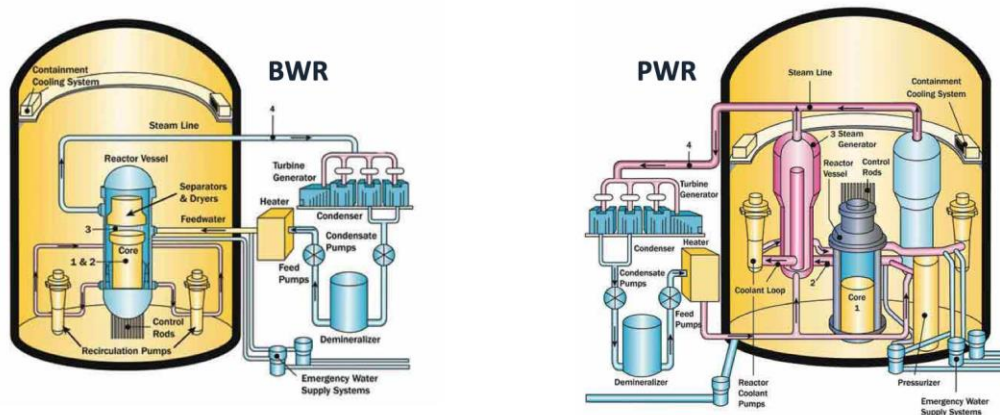 BWR
Containment
Cooling System
4
Steam Line
Reactor Vessel
Turbine
Generator
Separators
& Dryers
Heater
Condenser
Feedwater
3
Condensate
Pumps
Core
1 & 2
Feed
Pumps
Control
Rods
Demineralizer
Recirculation Pumps
Emergency Water
Supply Systems
PWR
Steam Line
Containment
Cooling System
4
3 Steam
Generator
Reactor
Vessel
Control
Rods
Turbine
Generator
Heater
Condenser
Condensate
Pumps
Coolant Loop
2
Core
1
Feed
Pumps
Demineralizer
Reactor
Coolant
Pumps
Pressurizer
Emergency Water
Supply Systems